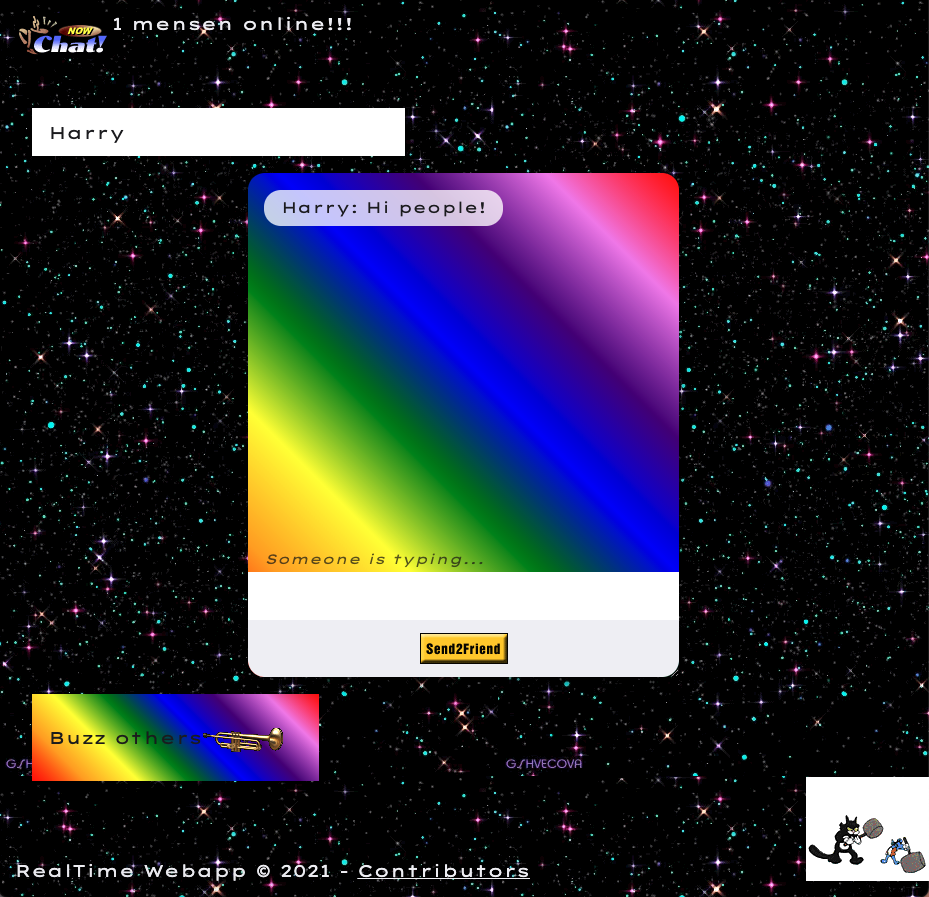 NOW
Chat!
1 mensen online!!!
Harry
Harry: Hi people!
Someone is typing...
Send2Friend
Buzz others
GSHVECOVA
RealTime Webapp © 2021 - Contributors